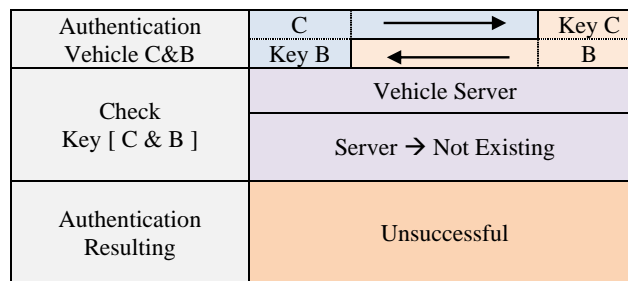 Authentication
Vehicle C&B
C
Key C
Key B
B
Check
Key [ C & B ]
Vehicle Server
Server → Not Existing
Authentication
Resulting
Unsuccessful